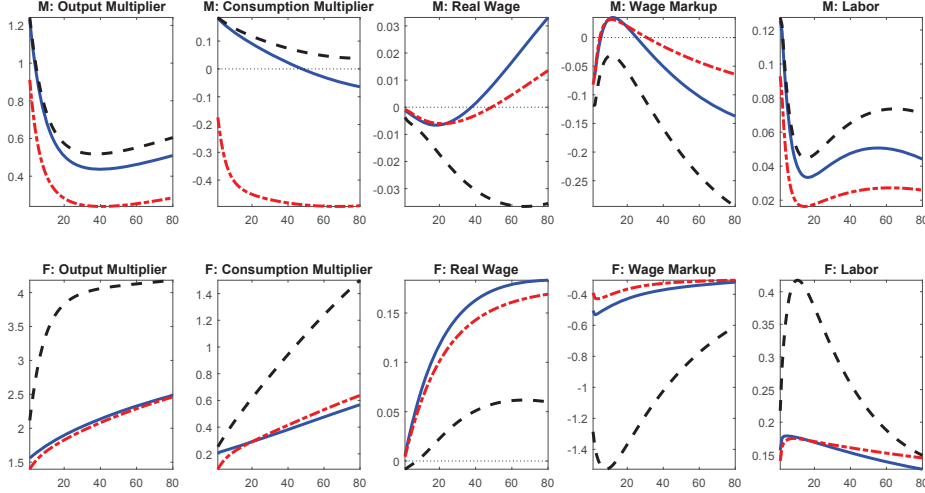 M: Output Multiplier
1.2
1
0.8
0.6
0.4
20 40 60 80
M: Consumption Multiplier
0.1
0
-0.1
-0.2
-0.3
-0.4
20 40 60 80
M: Real Wage
0.03
0.02
0.01
0
-0.01
-0.02
-0.03
20 40 60 80
M: Wage Markup
0
-0.05
-0.1
-0.15
-0.2
-0.25
20 40 60 80
M: Labor
0.12
0.1
0.08
0.06
0.04
0.02
20 40 60 80
F: Output Multiplier
4
3.5
3
2.5
2
1.5
20 40 60 80
F: Consumption Multiplier
1.4
1.2
1
0.8
0.6
0.4
0.2
20 40 60 80
F: Real Wage
0.15
0.1
0.05
0
20 40 60 80
F: Wage Markup
-0.4
-0.6
-0.8
-1
-1.2
-1.4
20 40 60 80
F: Labor
0.4
0.35
0.3
0.25
0.2
0.15
20 40 60 80